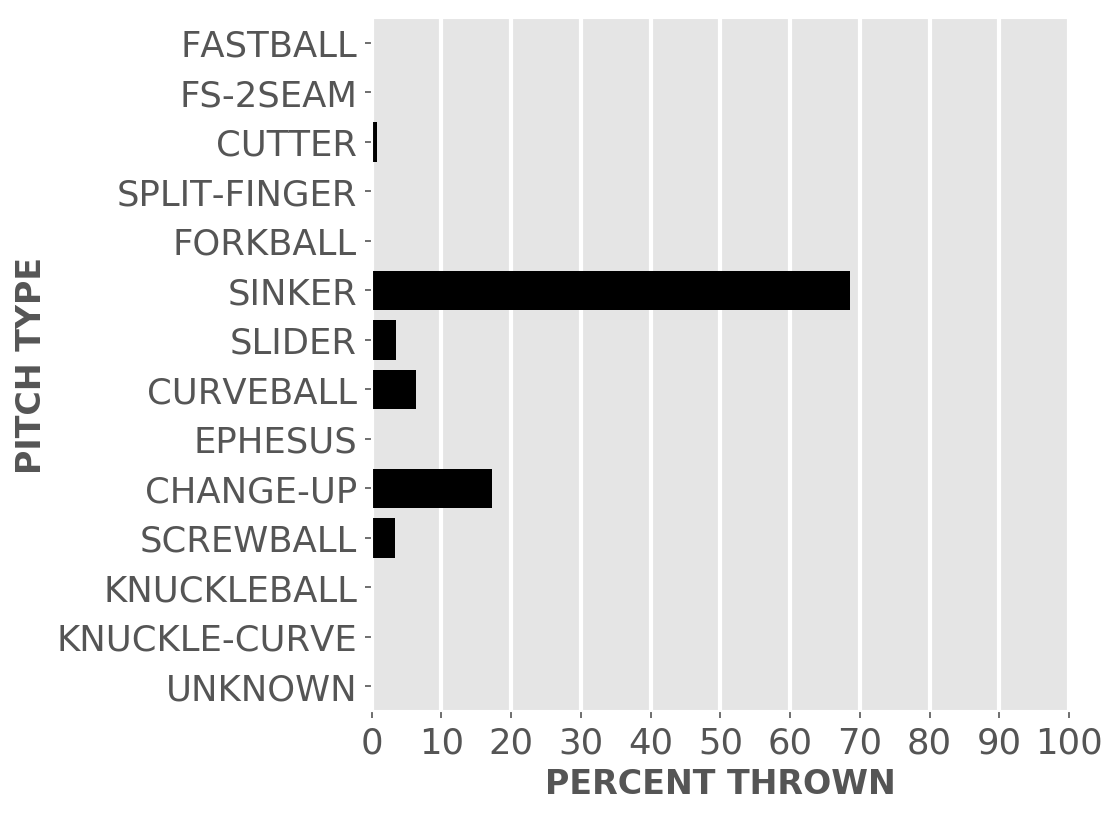 FASTBALL
FS-2SEAM
CUTTER
SPLIT-FINGER
FORKBALL
SINKER
SLIDER
CURVEBALL
EPHESUS
CHANGE-UP
SCREWBALL
KNUCKLEBALL
KNUCKLE-CURVE
UNKNOWN
PITCH TYPE
0 10 20 30 40 50 60 70 80 90 100
PERCENT THROWN